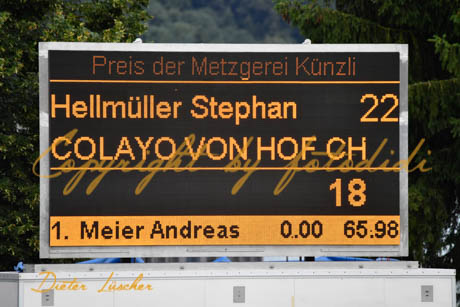 Preis der Metzgerei Künzli
Hellmüller Stephan 22
COLAYO VON HOF CH
Copyright by fotodidi
18
1. Meier Andreas 0.00 65.98
Dieter Lüscher